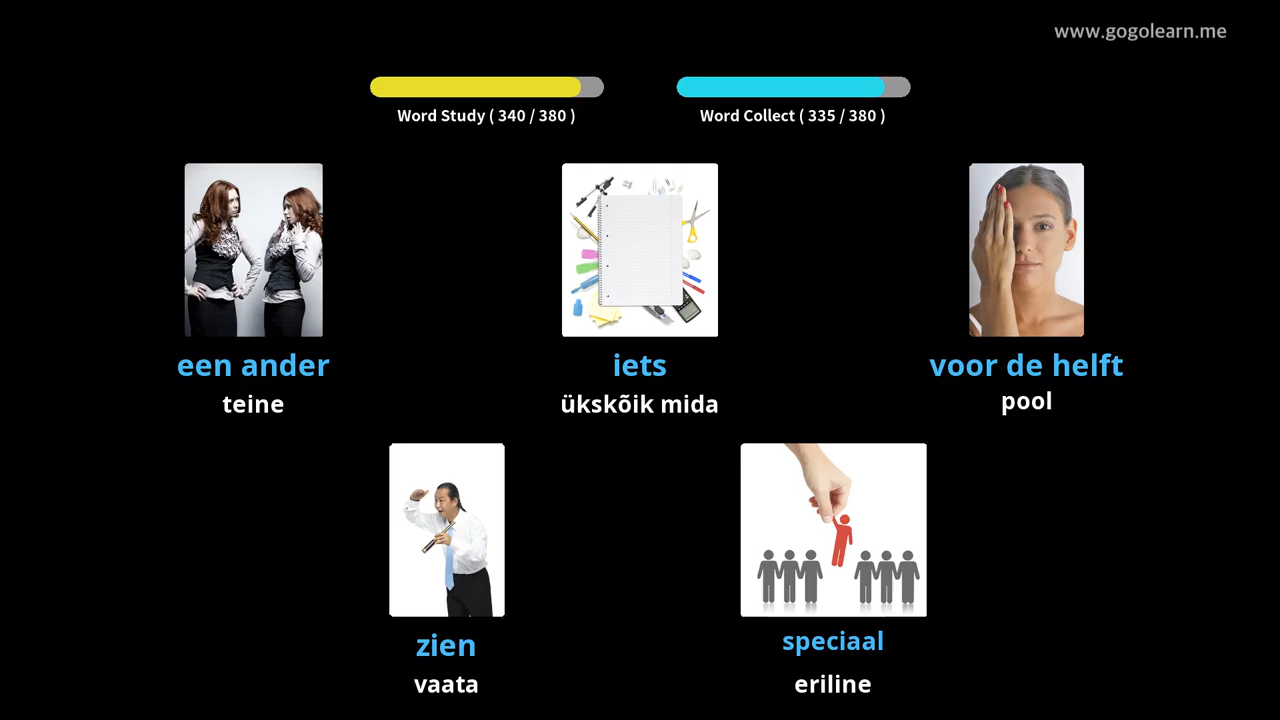 www.gogolearn.me
Word Study ( 340 / 380 )
Word Collect ( 335 / 380 )
een ander
teine
iets
ükskõik mida
voor de helft
pool
zien
vaata
speciaal
eriline